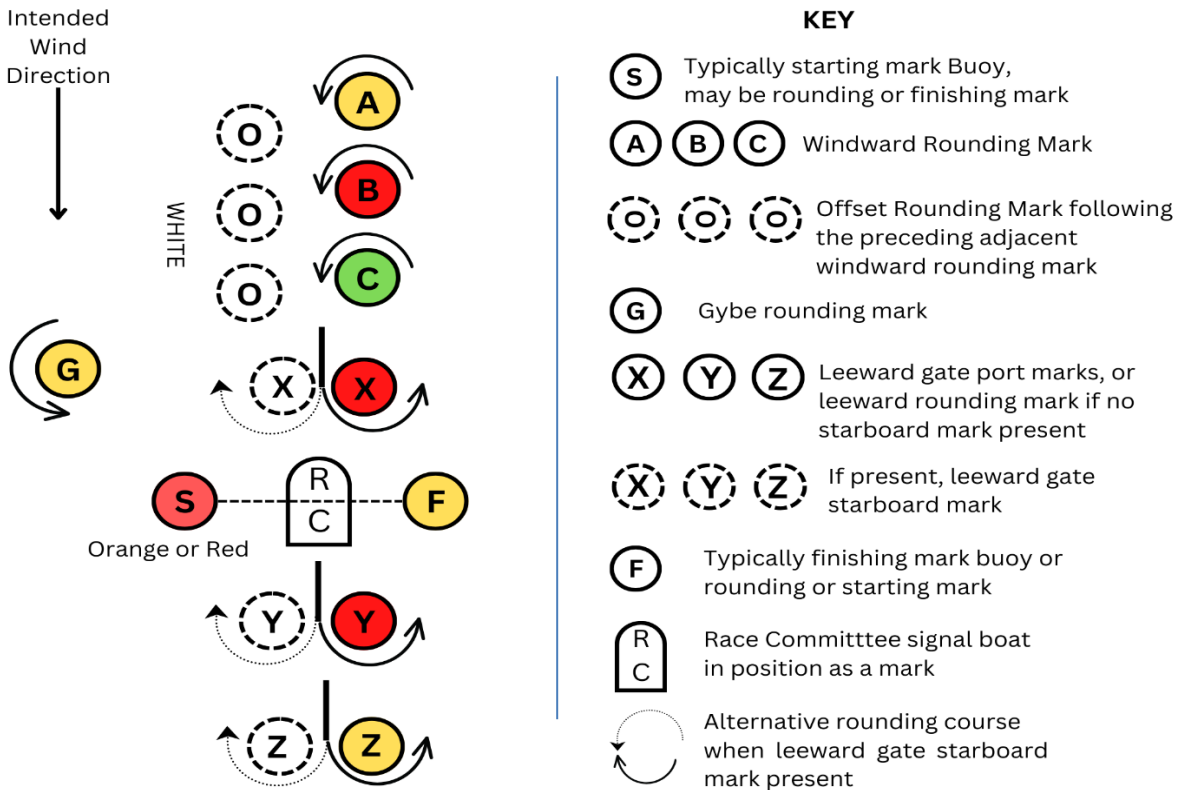 Intended
Wind
Direction
A
O
B
O
WHITE
C
O
G
X
X
S
R
C
F
Orange or Red
Y
Y
Z
Z
KEY
S
Typically starting mark Buoy,
may be rounding or finishing mark
A B C Windward Rounding Mark
O O O
Offset Rounding Mark following
the preceding adjacent
windward rounding mark
G Gybe rounding mark
X Y Z
Leeward gate port marks, or
leeward rounding mark if no
starboard mark present
X Y Z
If present, leeward gate
starboard mark
F
Typically finishing mark buoy or
rounding or starting mark
R
C
Race Committtee signal boat
in position as a mark
Alternative rounding course
when leeward gate starboard
mark present